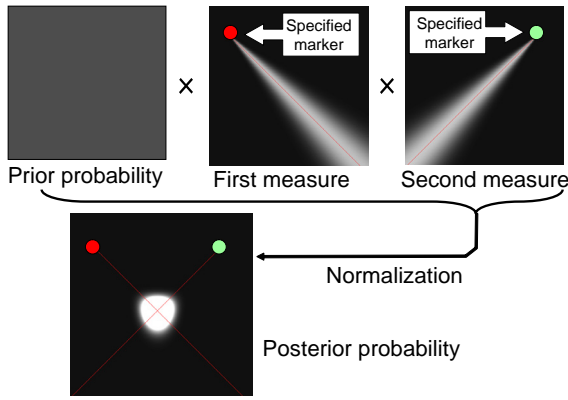 Specified
marker
Specified
marker
×
×
Prior probability
First measure
Second measure
Normalization
Posterior probability